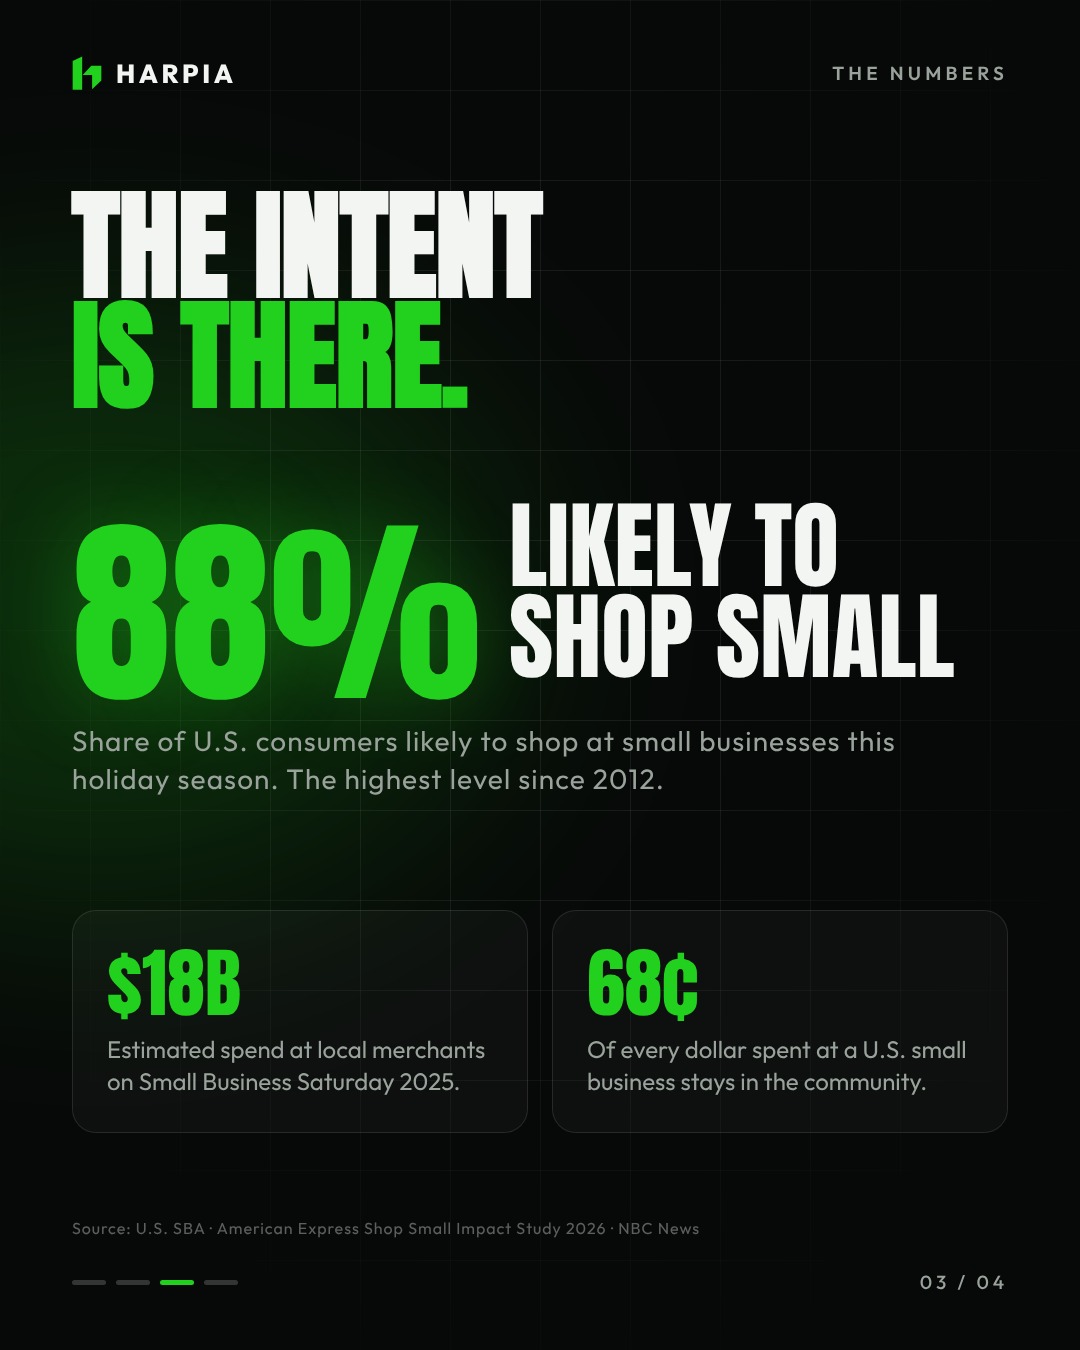 HARPIA
THE NUMBERS
THE INTENT
IS THERE.
88%
LIKELY TO
SHOP SMALL
Share of U.S. consumers likely to shop at small businesses this
holiday season. The highest level since 2012.
$18B
Estimated spend at local merchants
on Small Business Saturday 2025.
68¢
Of every dollar spent at a U.S. small
business stays in the community.
Source: U.S. SBA · American Express Shop Small Impact Study 2026 · NBC News
03 / 04